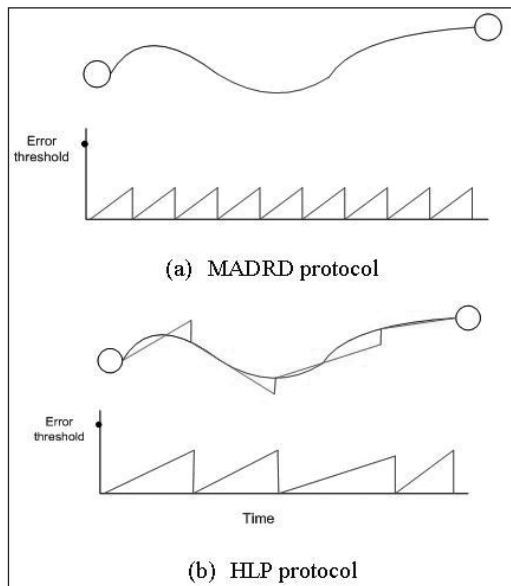 Error
threshold
(a) MADRD protocol
Error
threshold
Time
(b) HLP protocol